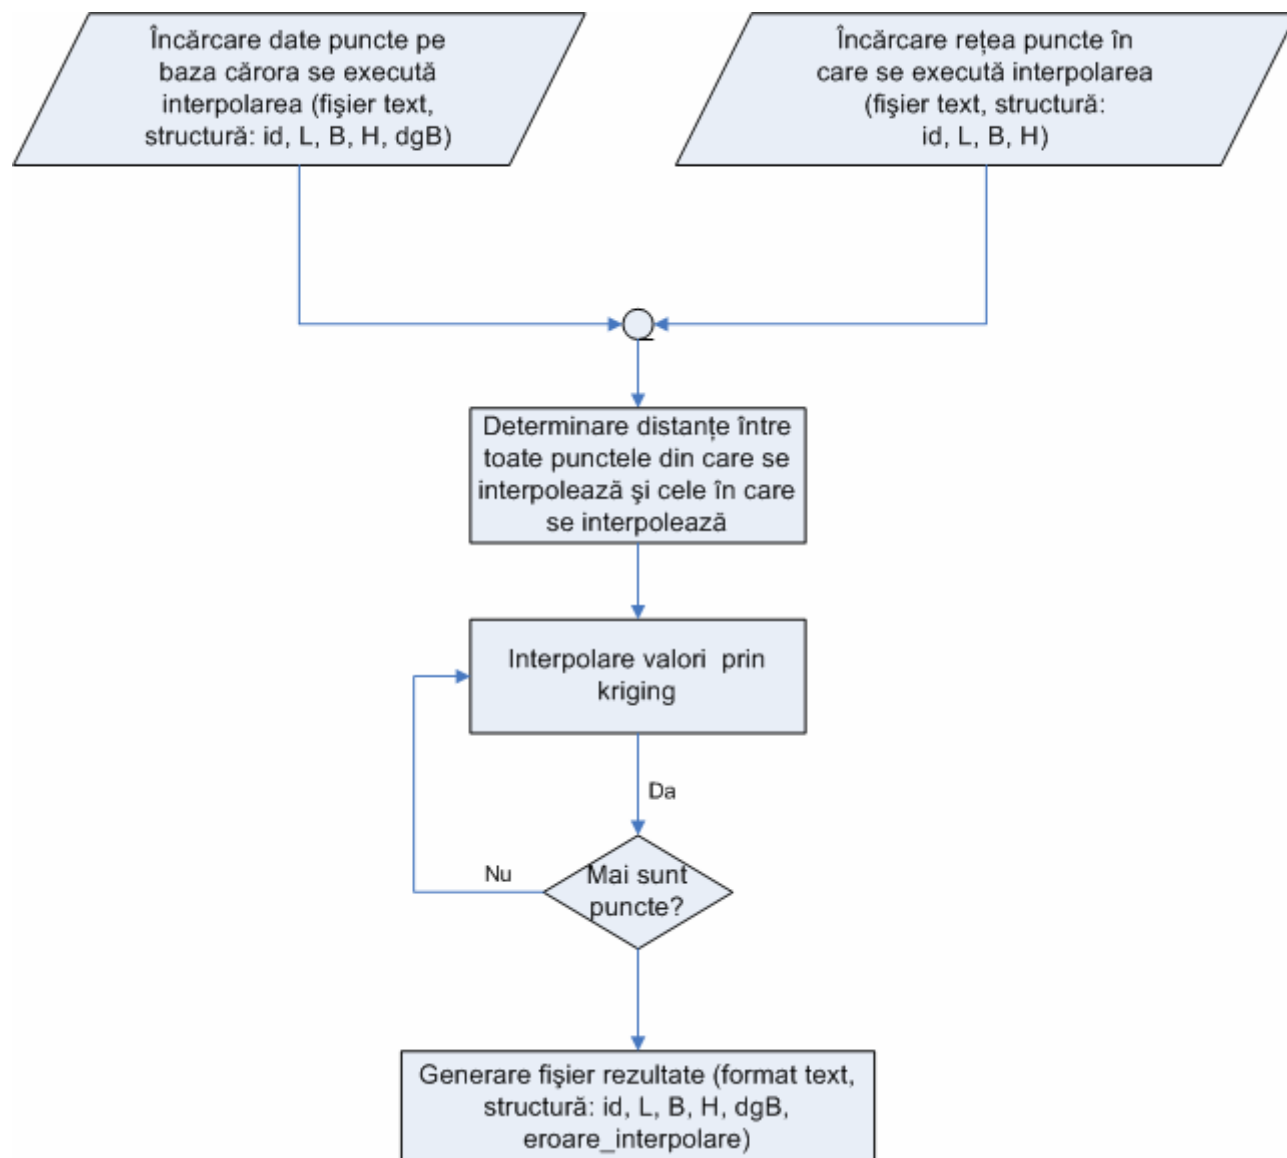 Încărcare date puncte pe
baza cărora se execută
interpolarea (fişier text,
structură: id, L, B, H, dgB)
Încărcare reţea puncte în
care se execută interpolarea
(fişier text, structură:
id, L, B, H)
Determinare distanţe între
toate punctele din care se
interpolează şi cele în care
se interpolează
Interpolare valori prin
kriging
Da
Nu
Mai sunt
puncte?
Generare fişier rezultate (format text,
structură: id, L, B, H, dgB,
eroare_interpolare)